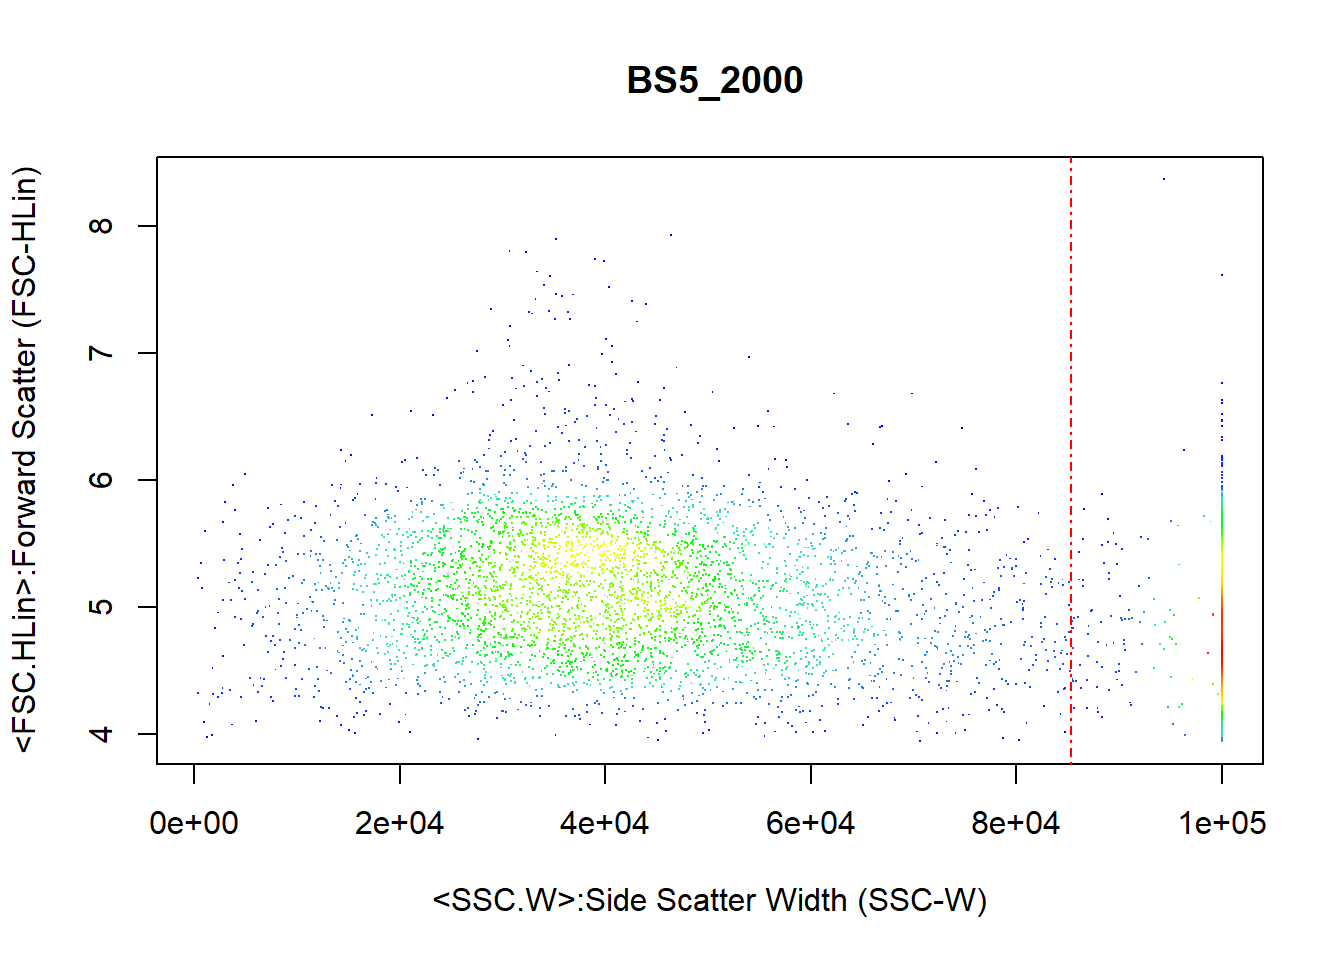 BS5_2000
<FSC.HLin>:Forward Scatter (FSC-HLin)
8
7
6
5
4
0e+00 2e+04 4e+04 6e+04 8e+04 1e+05
<SSC.W>:Side Scatter Width (SSC-W)